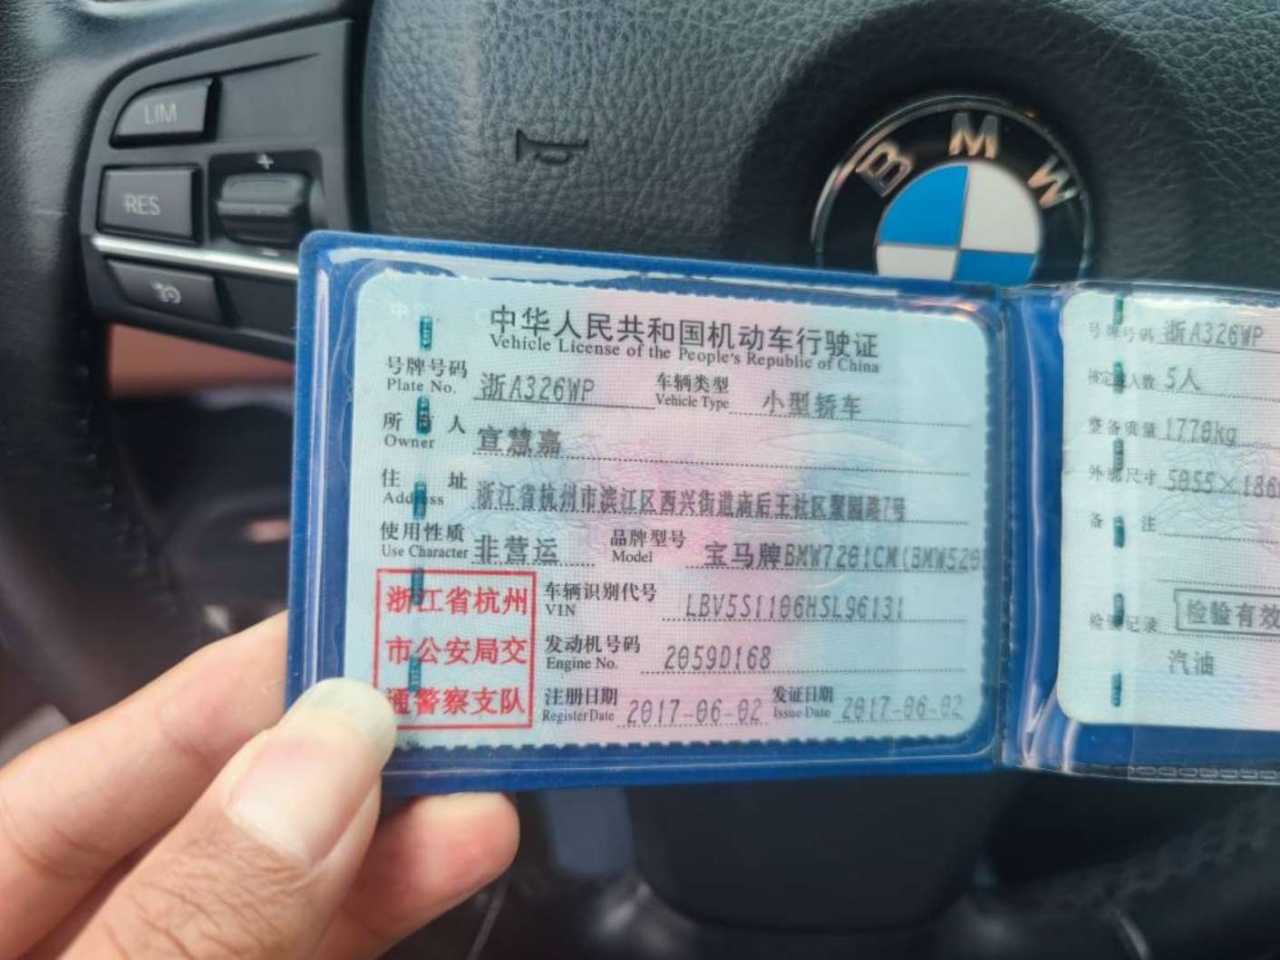 LIM
RES
+
-
BMW
中华人民共和国机动车行驶证
Vehicle License of the People's Republic of China
号牌号码 浙A326WP 车辆类型 小型轿车
Plate No. Vehicle Type
所有人 宣慧嘉
Owner
住址 浙江省杭州市滨江区西兴街道庙后王社区聚园路7号
Address
使用性质 非营运 品牌型号 宝马牌BMW7201CM(BMW520
Use Character Model
浙江省杭州
市公安局交
通警察支队
车辆识别代号 LBV5S1106HSL96131
VIN
发动机号码 2059D168
Engine No.
注册日期 2017-06-02 发证日期 2017-06-02
Register Date Issue Date
号牌号码 浙A326WP
核定载人数 5人
整备质量 1770kg
外廓尺寸 5055×186
备注
检验记录 检验有效
汽油